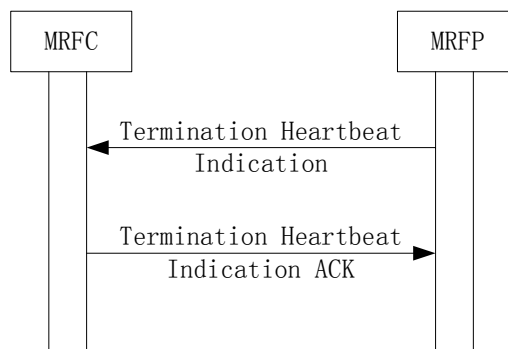 MRFC
MRFP
Termination Heartbeat
Indication
Termination Heartbeat
Indication ACK